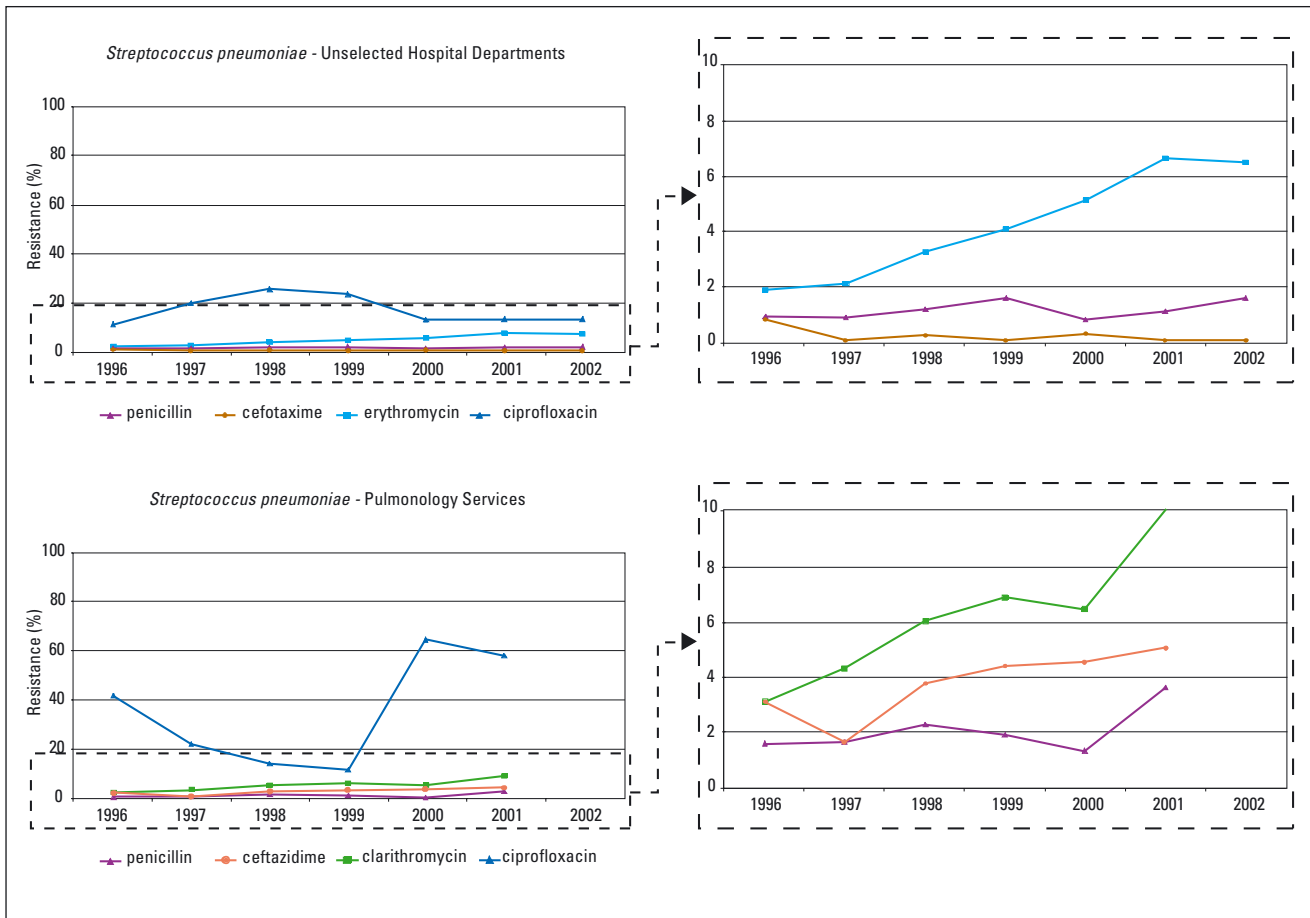 Streptococcus pneumoniae - Unselected Hospital Departments
Resistance (%)
100
80
60
40
20
0
1996 1997 1998 1999 2000 2001 2002
penicillin cefotaxime erythromycin ciprofloxacin
10
8
6
4
2
0
1996 1997 1998 1999 2000 2001 2002
Streptococcus pneumoniae - Pulmonology Services
Resistance (%)
100
80
60
40
20
0
1996 1997 1998 1999 2000 2001 2002
penicillin ceftazidime clarithromycin ciprofloxacin
10
8
6
4
2
0
1996 1997 1998 1999 2000 2001 2002